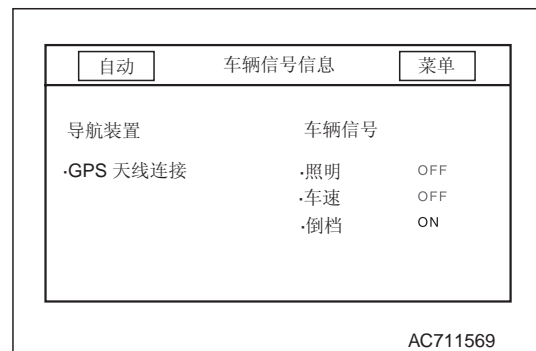 自动 车辆信号信息 菜单
导航装置 车辆信号
·GPS 天线连接 ·照明 OFF
·车速 OFF
·倒档 ON
AC711569